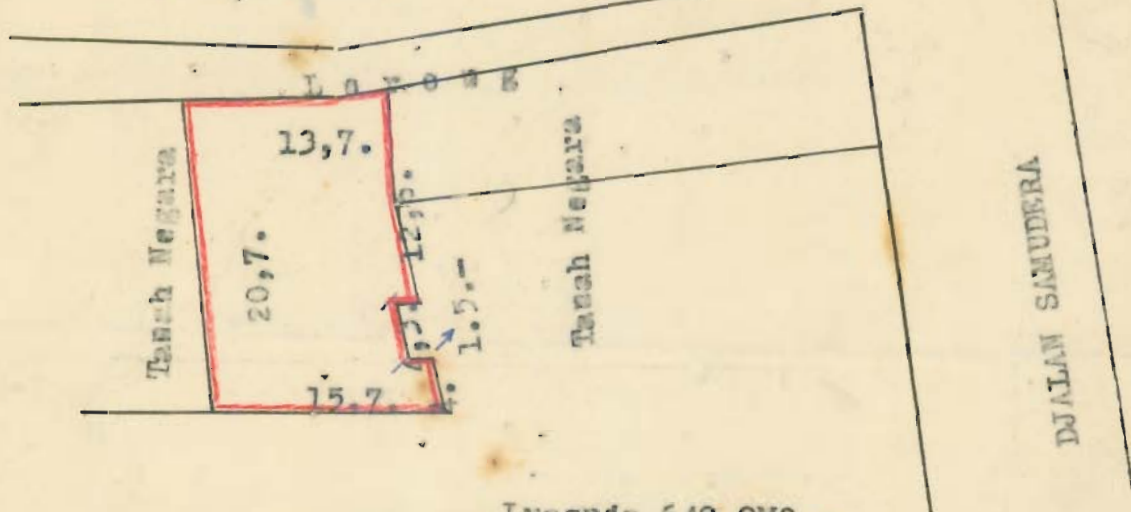 Lorong
13,7.
Tanah Negara
20,7.
1.5.-
Tanah Negara
15.7.
DJALAN SAMUDERA